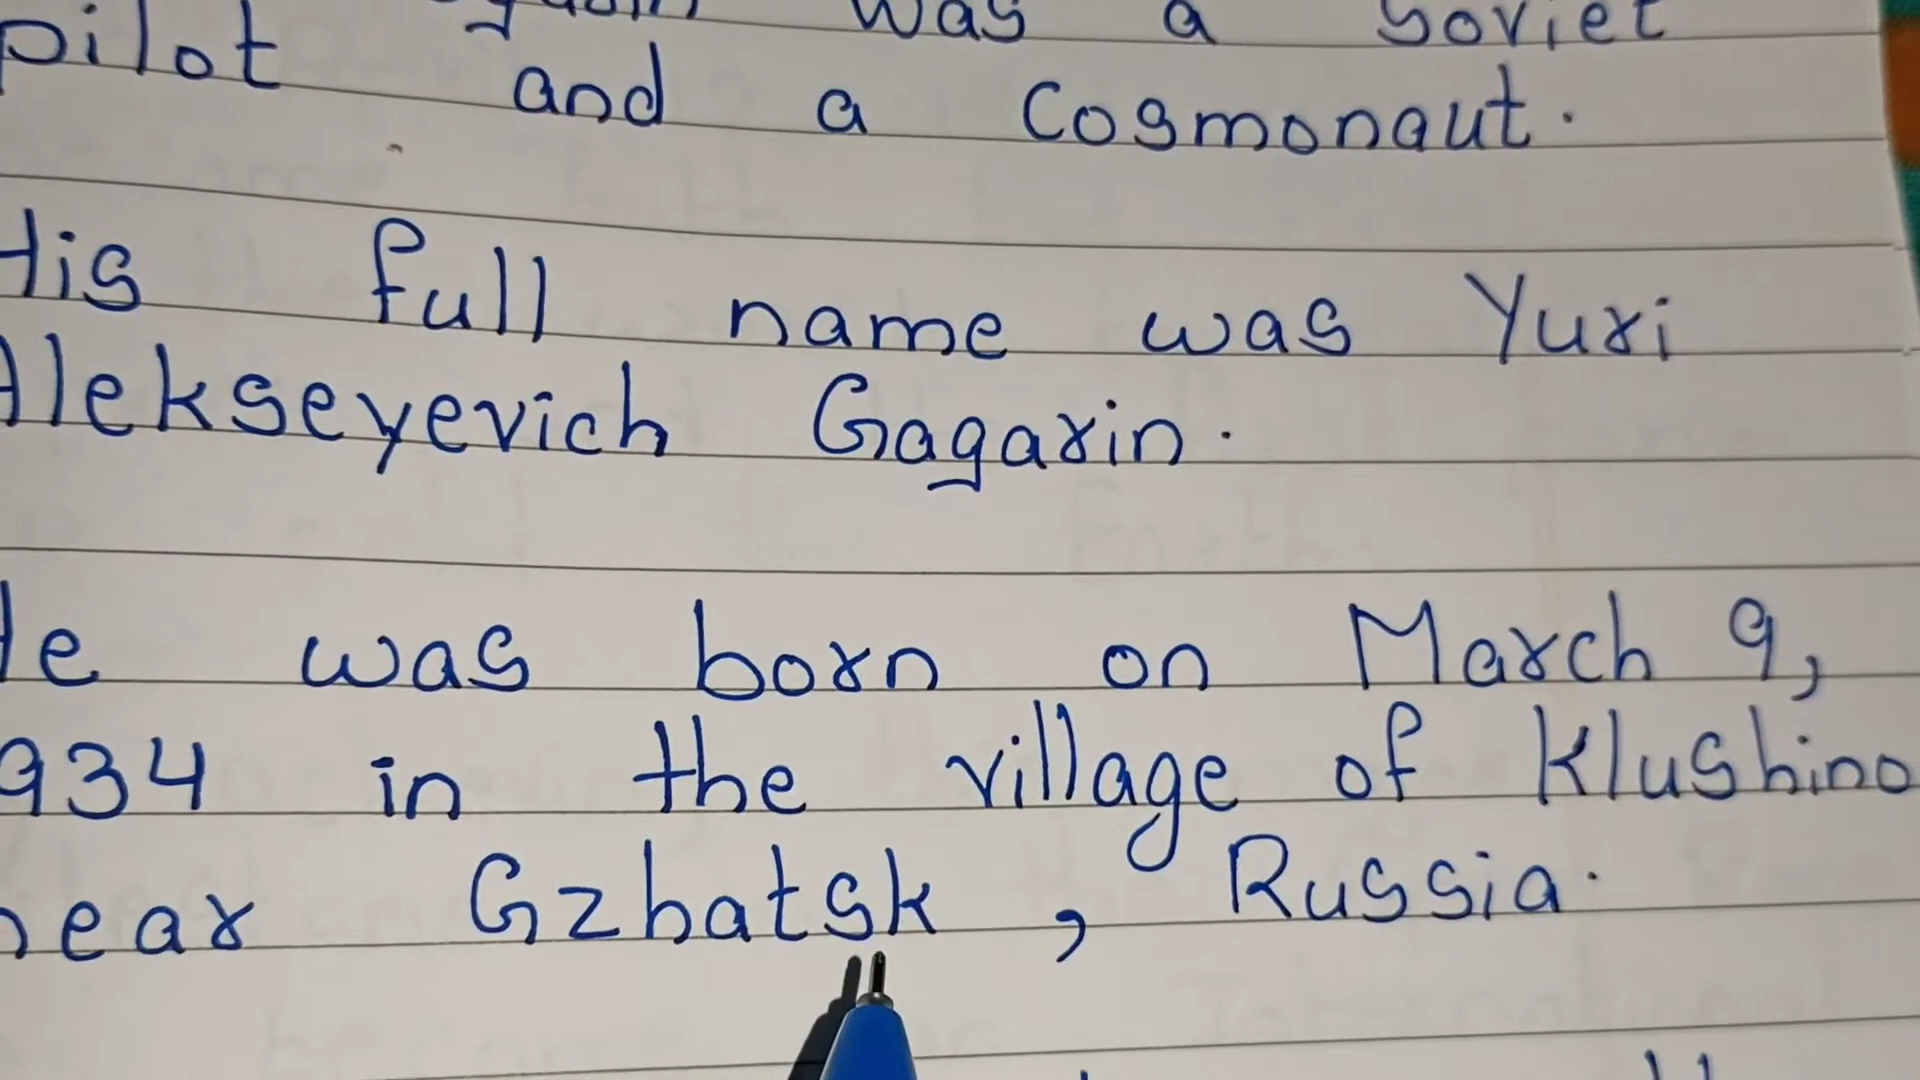 was a Soviet
pilot and a Cosmonaut.
His full name was Yuri
Alekseyevich Gagarin.
He was born on March 9,
934 in the village of Klushino
near Gzhatsk, Russia.